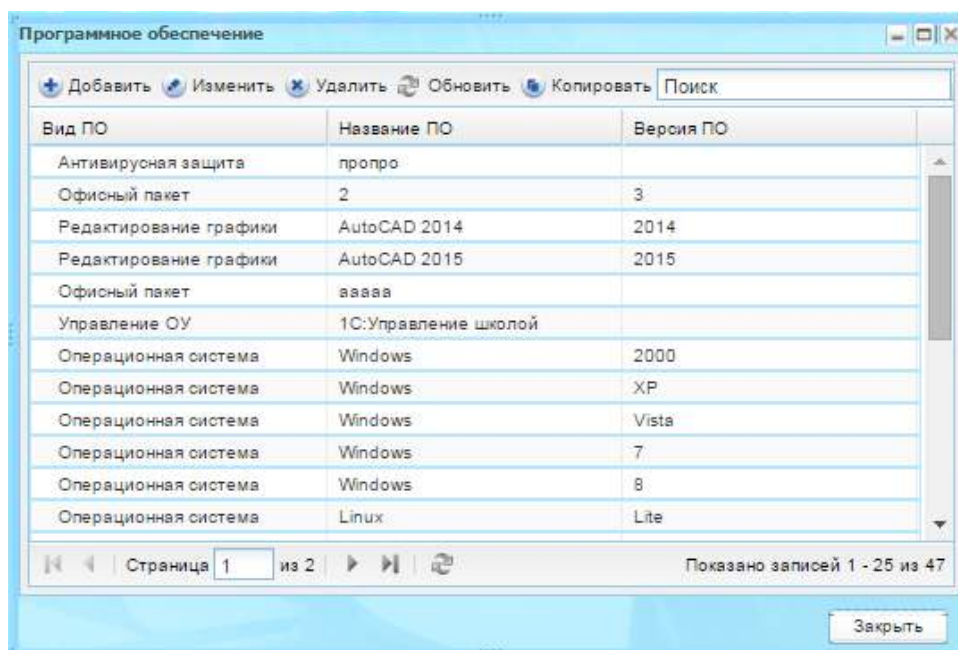 Программное обеспечение
Добавить Изменить Удалить Обновить Копировать Поиск
Вид ПО Название ПО Версия ПО
Антивирусная защита пропро
Офисный пакет 2 3
Редактирование графики AutoCAD 2014 2014
Редактирование графики AutoCAD 2015 2015
Офисный пакет ааааа
Управление ОУ 1С:Управление школой
Операционная система Windows 2000
Операционная система Windows XP
Операционная система Windows Vista
Операционная система Windows 7
Операционная система Windows 8
Операционная система Linux Lite
Страница 1 из 2 Показано записей 1 - 25 из 47
Закрыть